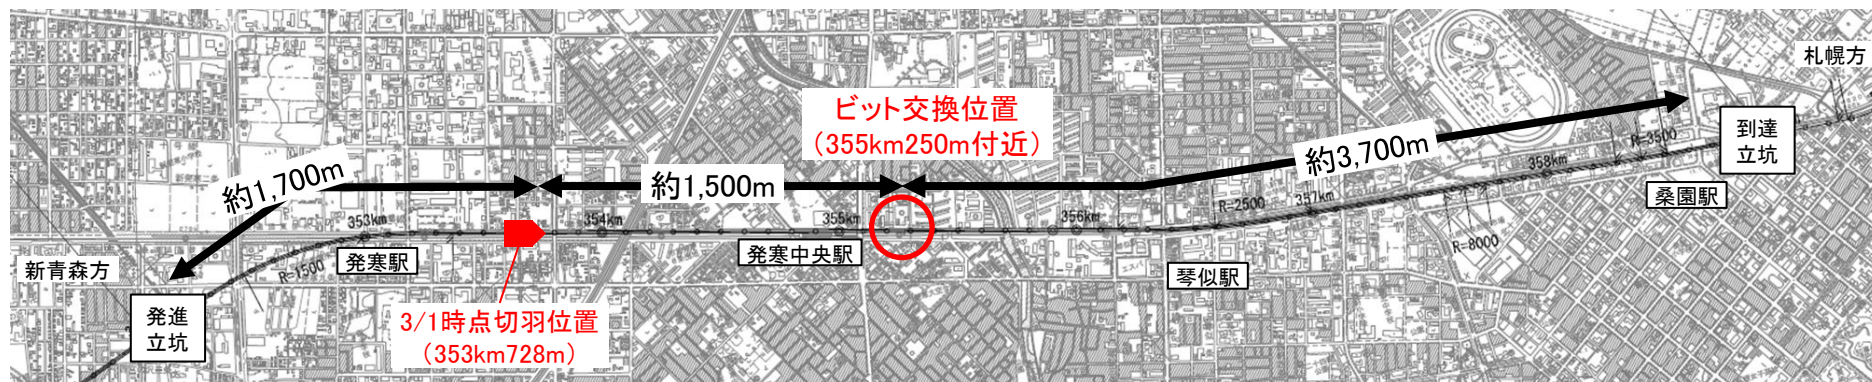 札幌方
ビット交換位置
（355km250m付近）
到達
立坑
約3,700m
R=3500
358km
約1,700m
約1,500m
桑園駅
353km
354km
355km
356km
R=2500
357km
R=8000
新青森方
R=1500
発寒駅
発寒中央駅
琴似駅
発進
立坑
3/1時点切羽位置
（353km728m）